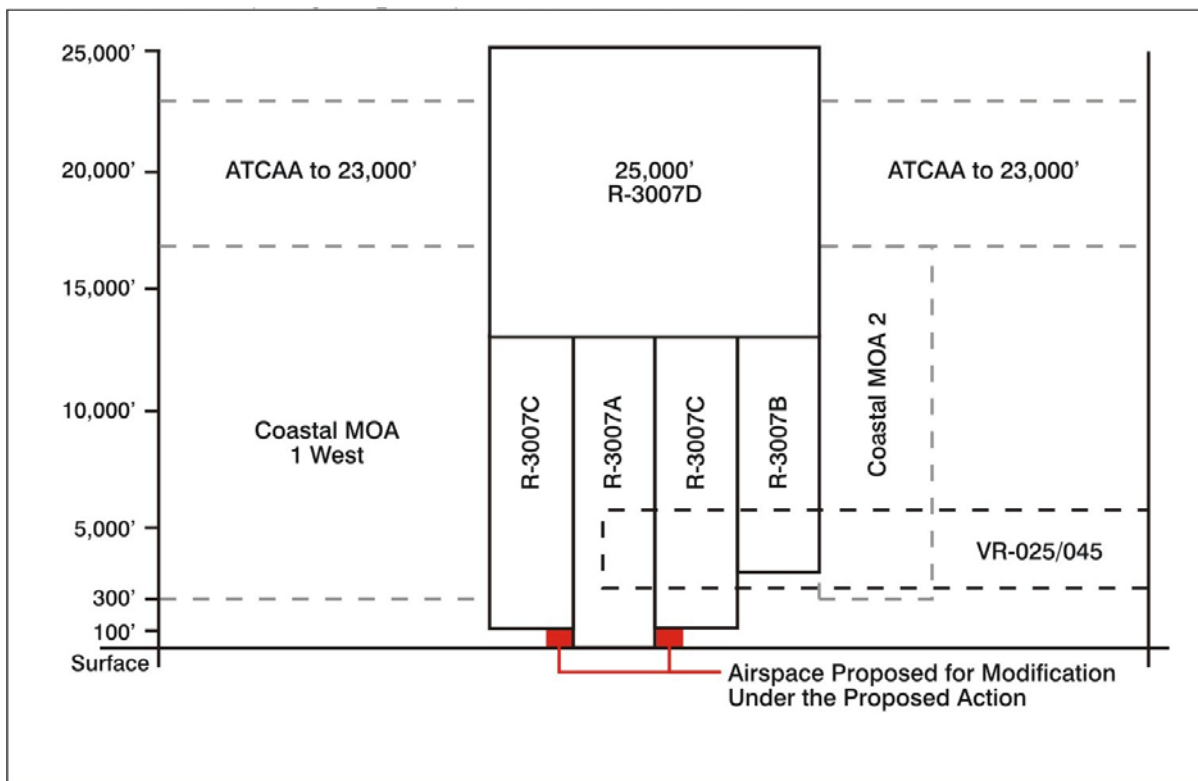 25,000’
ATCAA to 23,000’
20,000’
25,000’
R-3007D
ATCAA to 23,000’
15,000’
10,000’
Coastal MOA
1 West
R-3007C
R-3007A
R-3007C
R-3007B
Coastal MOA 2
5,000’
VR-025/045
300’
100’
Surface
Airspace Proposed for Modification
Under the Proposed Action